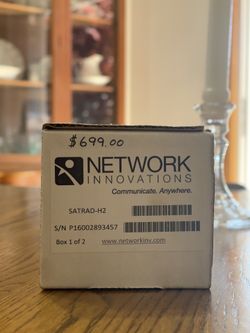 $699.00
NETWORK
INNOVATIONS
Communicate. Anywhere.
SATRAD-H2
S/N P16002893457
Box 1 of 2
www.networkinv.com